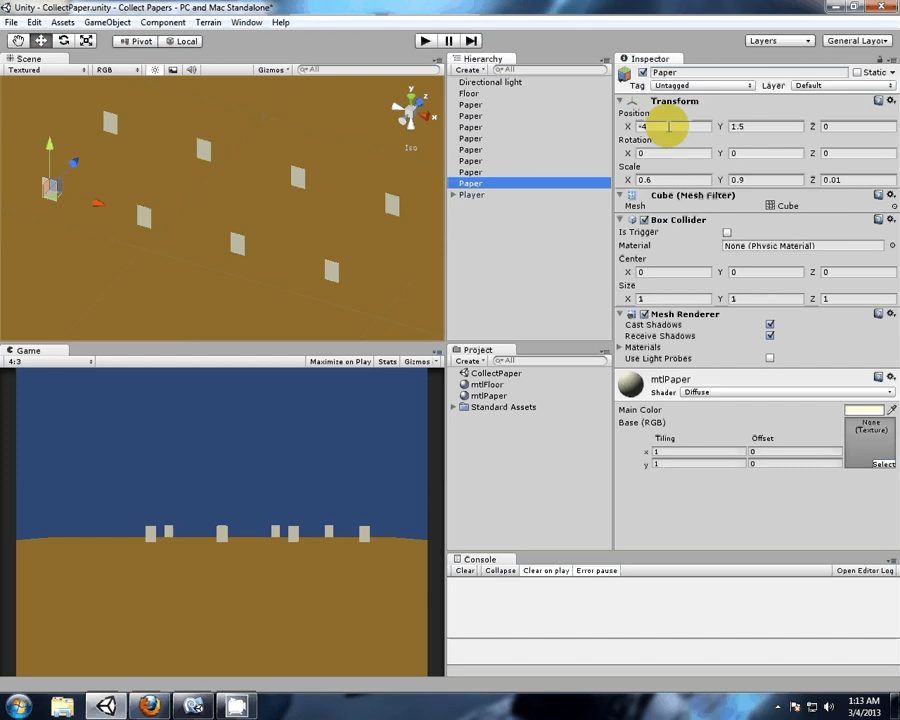 Unity - CollectPaper.unity - Collect Papers - PC and Mac Standalone*
File Edit Assets GameObject Component Terrain Window Help
Pivot Local Layers General Layou
Scene
Textured RGB Gizmos All
y
x
z
Iso
Game
4:3 Maximize on Play Stats Gizmos
Hierarchy
Create All
Directional light
Floor
Paper
Paper
Paper
Paper
Paper
Paper
Paper
Paper
Player
Project
Create All
CollectPaper
mtlFloor
mtlPaper
Standard Assets
Inspector
Paper Static
Tag Untagged Layer Default
Transform
Position
X -4 Y 1.5 Z 0
Rotation
X 0 Y 0 Z 0
Scale
X 0.6 Y 0.9 Z 0.01
Cube (Mesh Filter)
Mesh Cube
Box Collider
Is Trigger
Material None (Physic Material)
Center
X 0 Y 0 Z 0
Size
X 1 Y 1 Z 1
Mesh Renderer
Cast Shadows
Receive Shadows
Materials
Use Light Probes
mtlPaper
Shader Diffuse
Main Color
Base (RGB)
None
(Texture)
Select
Tiling Offset
x 1 0
y 1 0
Console
Clear Collapse Clear on play Error pause Open Editor Log
1:13 AM
3/4/2013